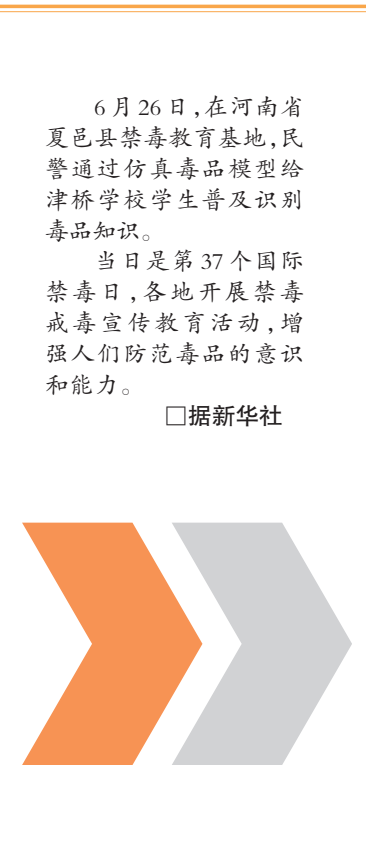 6月26日,在河南省
夏邑县禁毒教育基地,民
警通过仿真毒品模型给
津桥学校学生普及识别
毒品知识。
当日是第37个国际
禁毒日,各地开展禁毒
戒毒宣传教育活动,增
强人们防范毒品的意识
和能力。
□据新华社